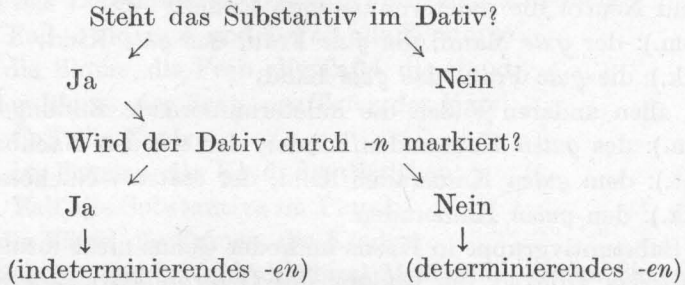 Steht das Substantiv im Dativ?
Ja Nein
Wird der Dativ durch -n markiert?
Ja Nein
(indeterminierendes -en) (determinierendes -en)